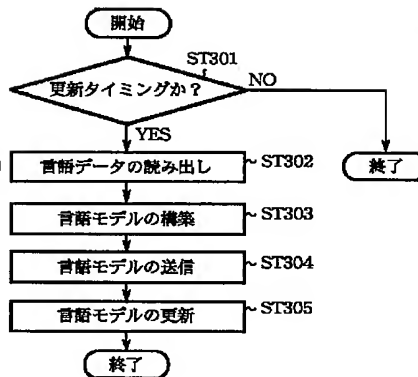 開始
ST301
更新タイミングか？
NO
YES
言語データの読み出し
ST302
終了
言語モデルの構築
ST303
言語モデルの送信
ST304
言語モデルの更新
ST305
終了